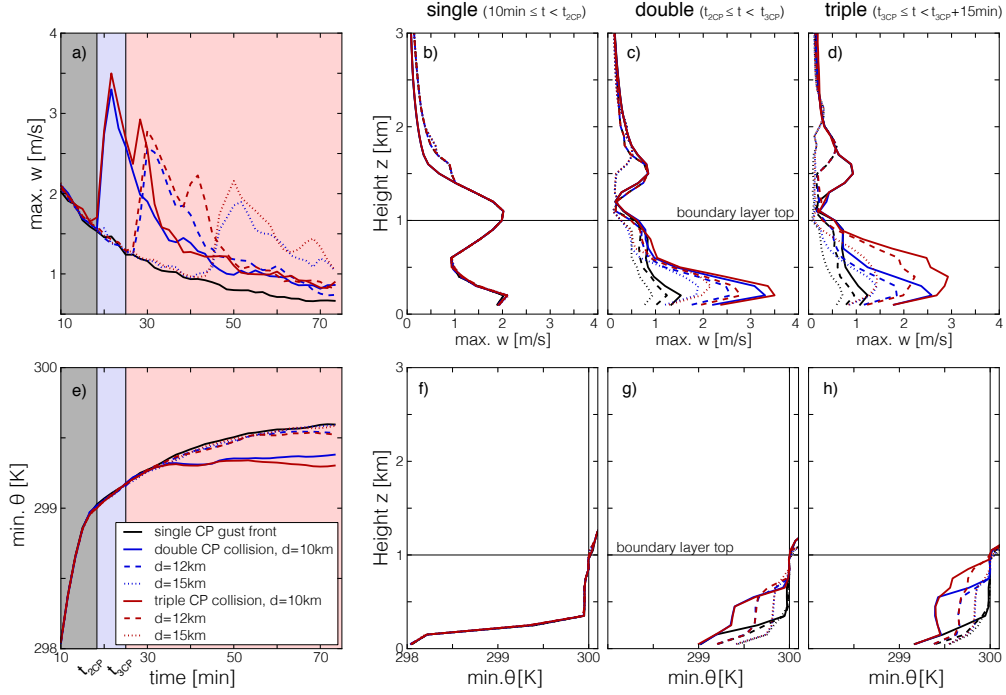 single (10min ≤ t < t2CP)
double (t2CP ≤ t < t3CP)
triple (t3CP ≤ t < t3CP+15min)
a)
max. w [m/s]
4
3
2
1
10
30
50
70
b)
Height z [km]
3
2
1
0
0
1
2
3
4
max. w [m/s]
c)
boundary layer top
0
1
2
3
4
max. w [m/s]
d)
0
1
2
3
4
max. w [m/s]
e)
min. θ [K]
300
299
298
10
t2CP
t3CP
30
50
70
time [min]
single CP gust front
double CP collision, d=10km
d=12km
d=15km
triple CP collision, d=10km
d=12km
d=15km
f)
Height z [km]
3
2
1
0
298
299
300
min.θ[K]
g)
boundary layer top
299
300
min.θ[K]
h)
299
300
min.θ[K]